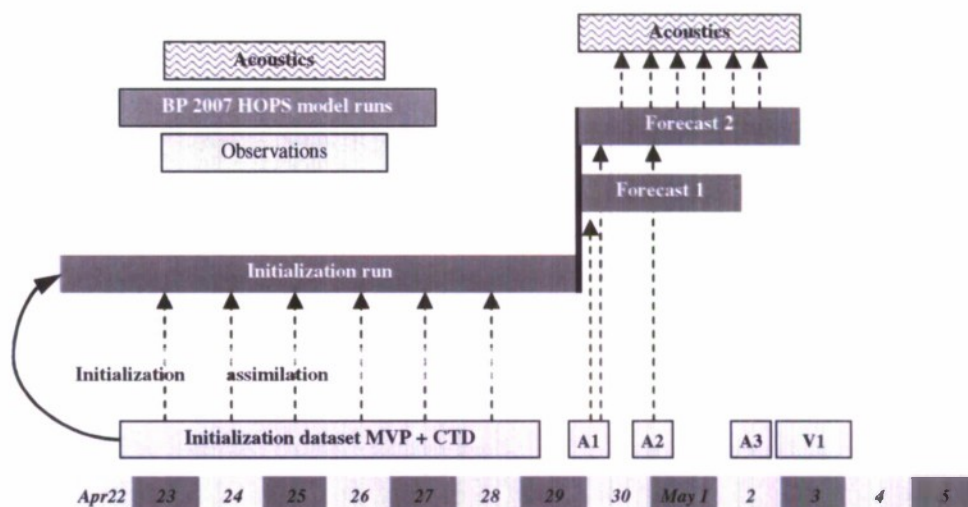 Acoustics
BP 2007 HOPS model runs
Observations
Acoustics
Forecast 2
Forecast 1
Initialization run
Initialization assimilation
Initialization dataset MVP + CTD A1 A2 A3 V1
Apr22 23 24 25 26 27 28 29 30 May 1 2 3 4 5